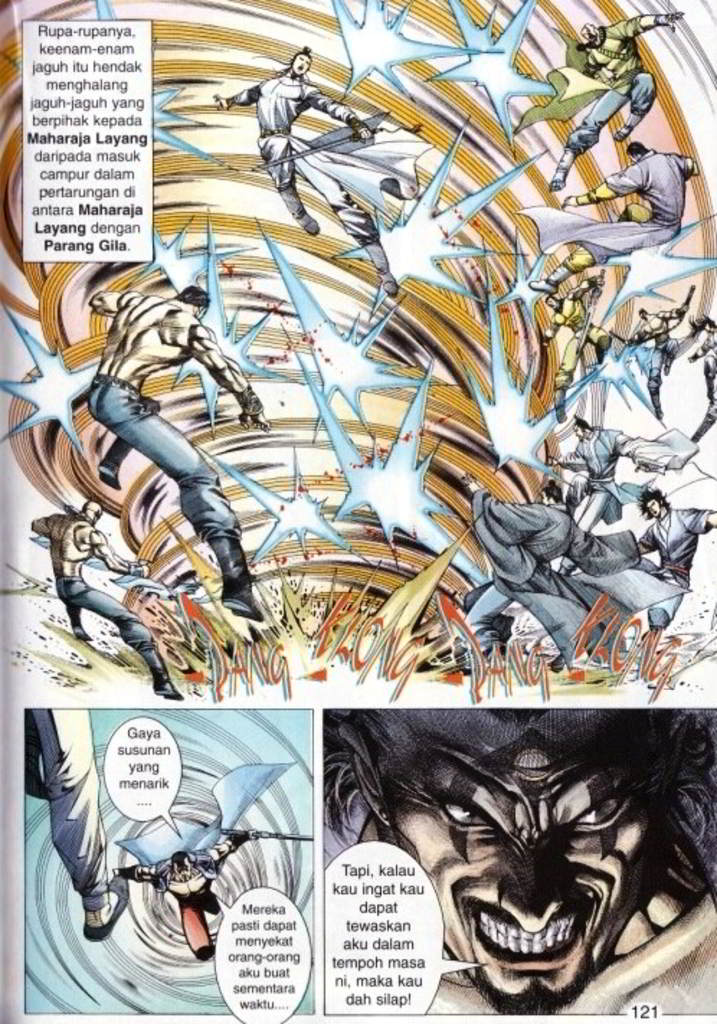 Rupa-rupanya,
keenam-enam
jaguh itu hendak
menghalang
jaguh-jaguh yang
berpihak kepada
Maharaja Layang
daripada masuk
campur dalam
pertarungan di
antara Maharaja
Layang dengan
Parang Gila.
DANG KLONG DANG KLONG
Gaya
susunan
yang
menarik
....
Mereka
pasti dapat
menyekat
orang-orang
aku buat
sementara
waktu....
Tapi, kalau
kau ingat kau
dapat
tewaskan
aku dalam
tempoh masa
ni, maka kau
dah silap!
121